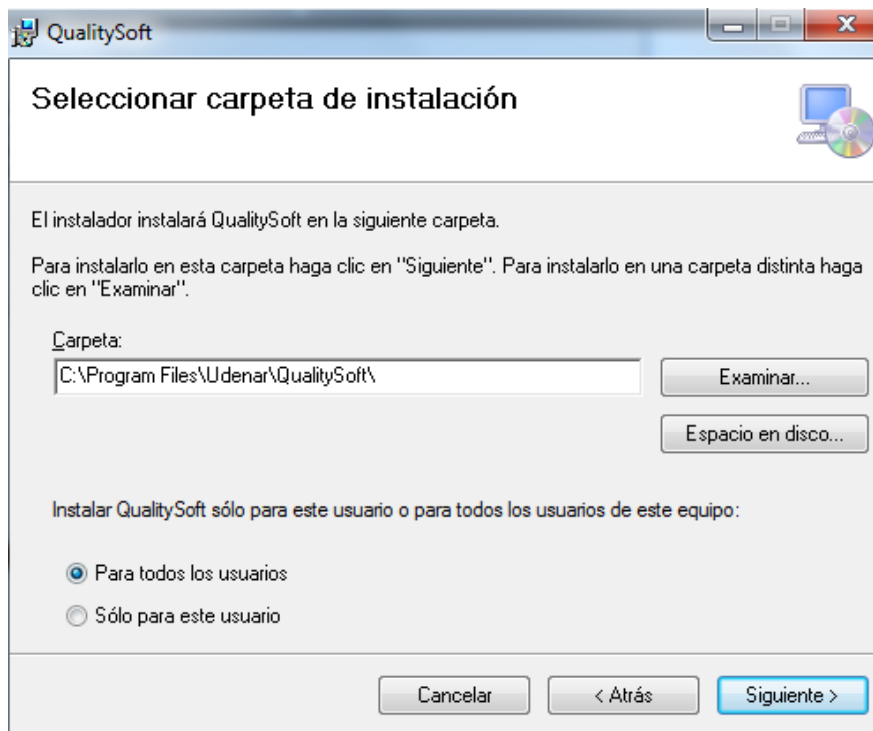 QualitySoft
Seleccionar carpeta de instalación
El instalador instalará QualitySoft en la siguiente carpeta.
Para instalarlo en esta carpeta haga clic en "Siguiente". Para instalarlo en una carpeta distinta haga
clic en "Examinar".
Carpeta:
C:\Program Files\Udenar\QualitySoft\
Examinar...
Espacio en disco...
Instalar QualitySoft sólo para este usuario o para todos los usuarios de este equipo:
Para todos los usuarios
Sólo para este usuario
Cancelar
< Atrás
Siguiente >